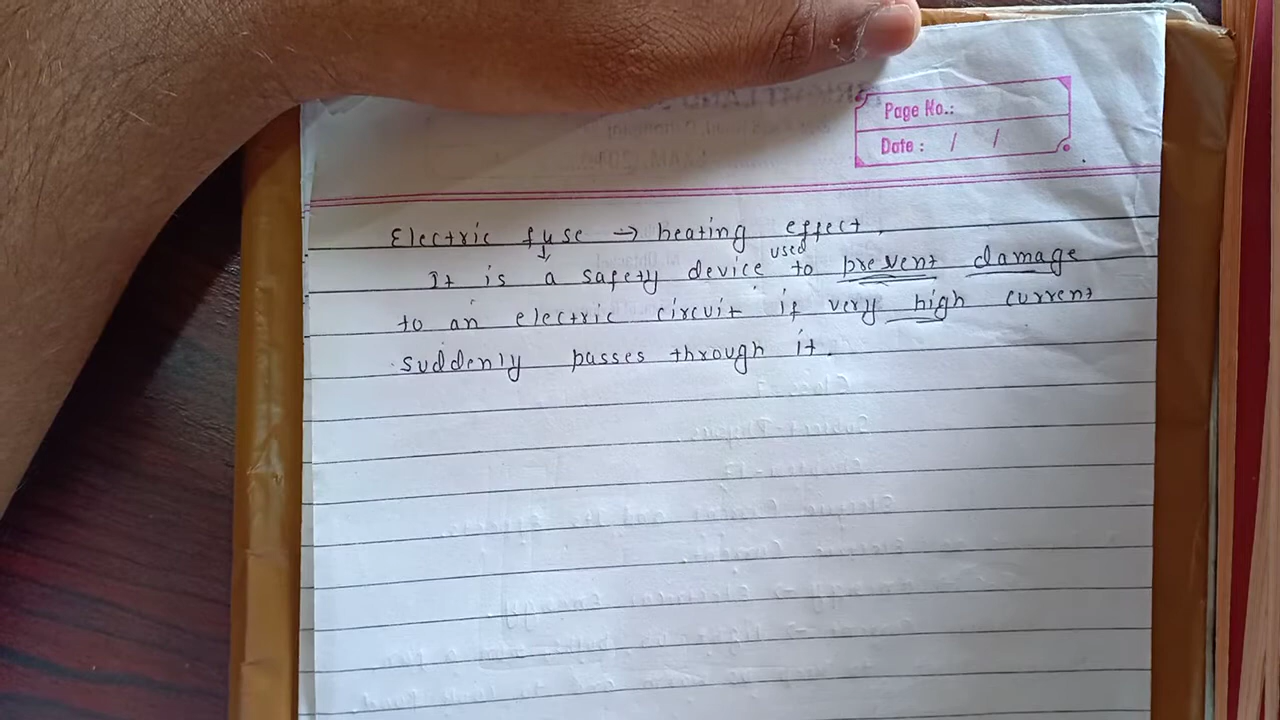 Page No.:
Date : / /
Electric fuse → heating effect.
It is a safety device used to prevent damage
to an electric circuit if very high current
suddenly passes through it.